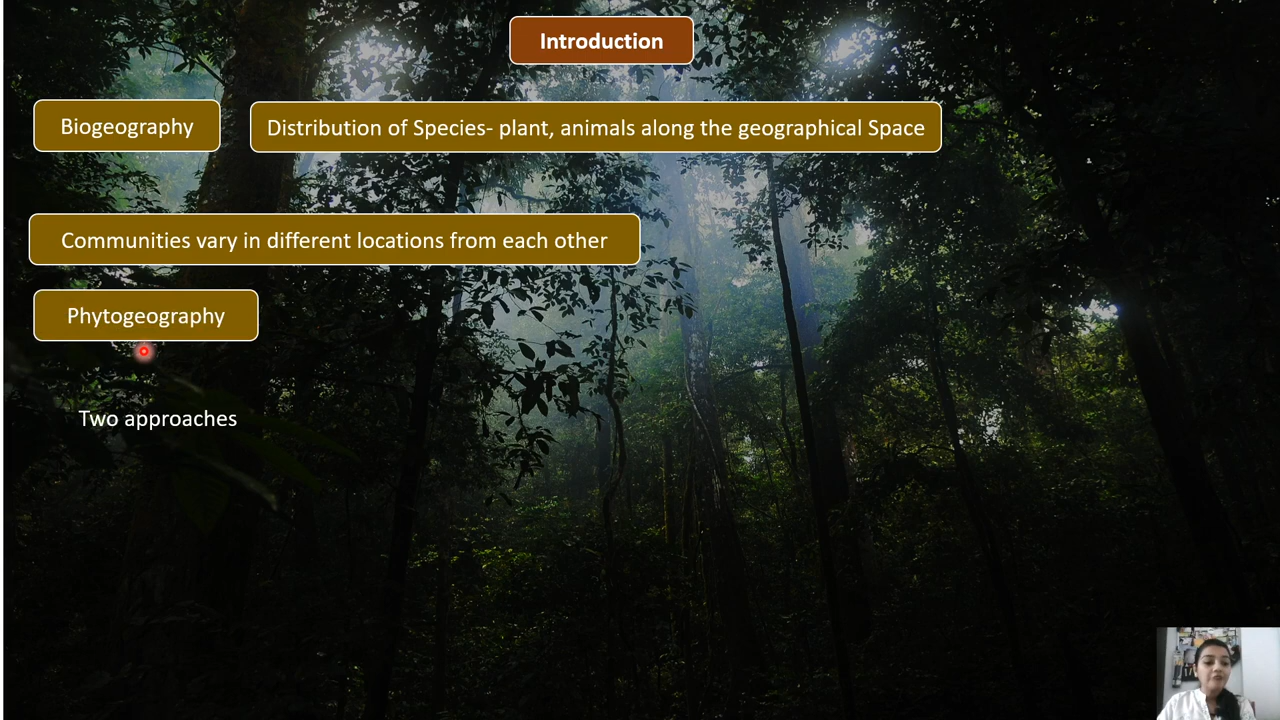 Introduction
Biogeography
Distribution of Species- plant, animals along the geographical Space
Communities vary in different locations from each other
Phytogeography
Two approaches